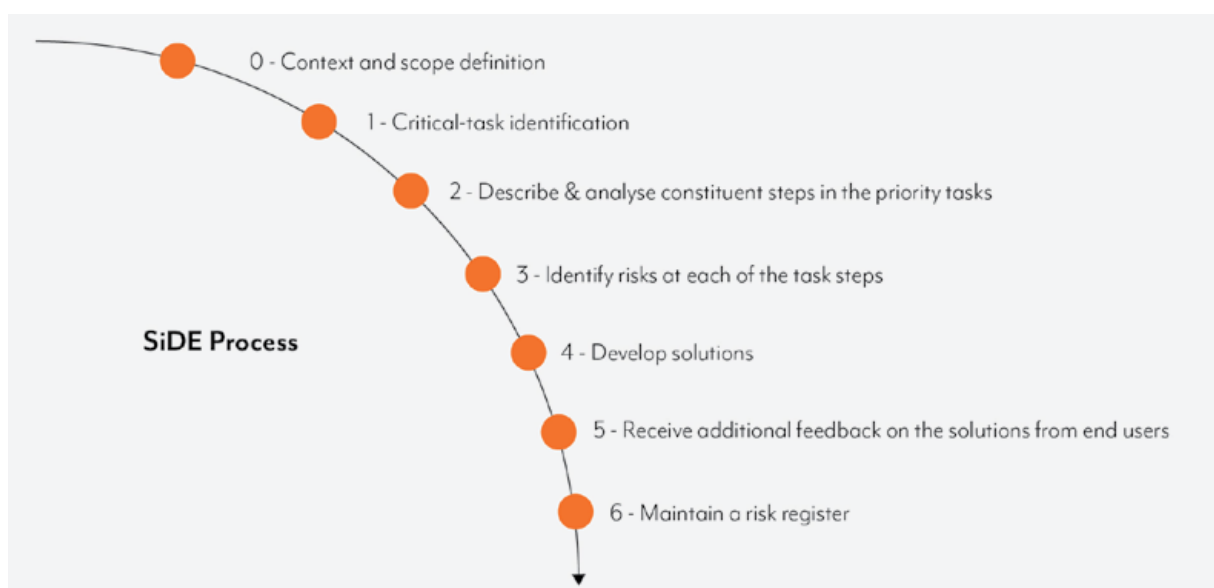 0 - Context and scope definition
1 - Critical-task identification
2 - Describe & analyse constituent steps in the priority tasks
3 - Identify risks at each of the task steps
SiDE Process
4 - Develop solutions
5 - Receive additional feedback on the solutions from end users
6 - Maintain a risk register